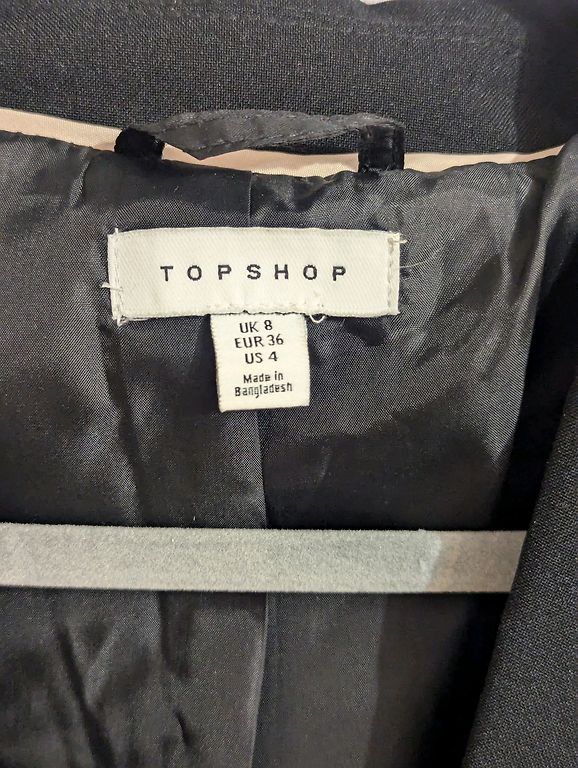 TOPSHOP
UK 8
EUR 36
US 4
Made in
Bangladesh